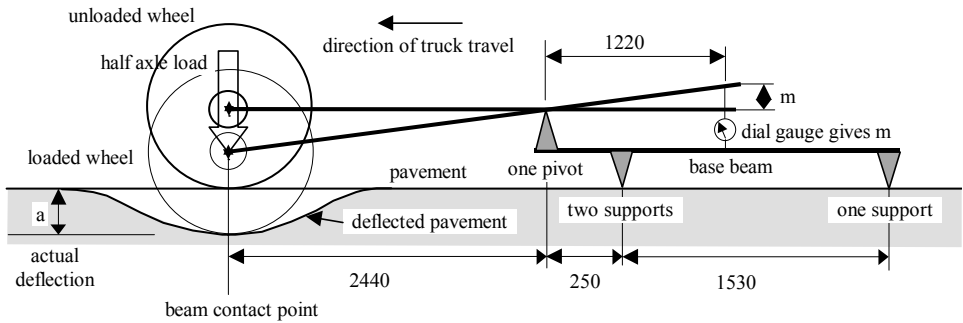 unloaded wheel
direction of truck travel
1220
half axle load
m
dial gauge gives m
loaded wheel
pavement
one pivot
base beam
a
deflected pavement
two supports
one support
actual
deflection
2440
250
1530
beam contact point